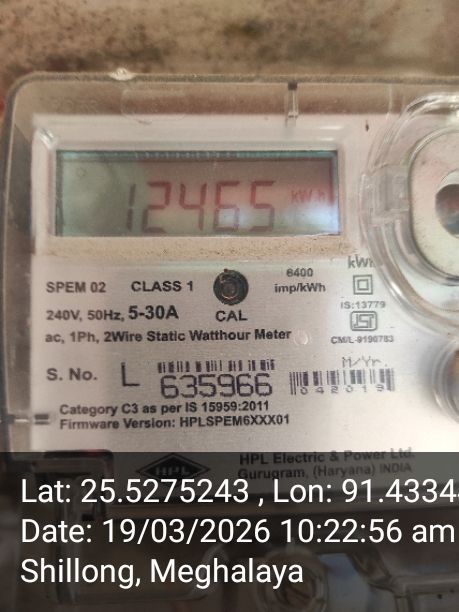 12465 kWh
SPEM 02 CLASS 1
6400
imp/kWh
240V, 50Hz, 5-30A CAL
IS:13779
ac, 1Ph, 2Wire Static Watthour Meter
CM/L-9190783
M/Yr.
S. No. L 635966
042019
Category C3 as per IS 15959:2011
Firmware Version: HPLSPEM6XXX01
HPL
HPL Electric & Power Ltd.
Gurugram, (Haryana) INDIA
Lat: 25.5275243 , Lon: 91.4334
Date: 19/03/2026 10:22:56 am
Shillong, Meghalaya